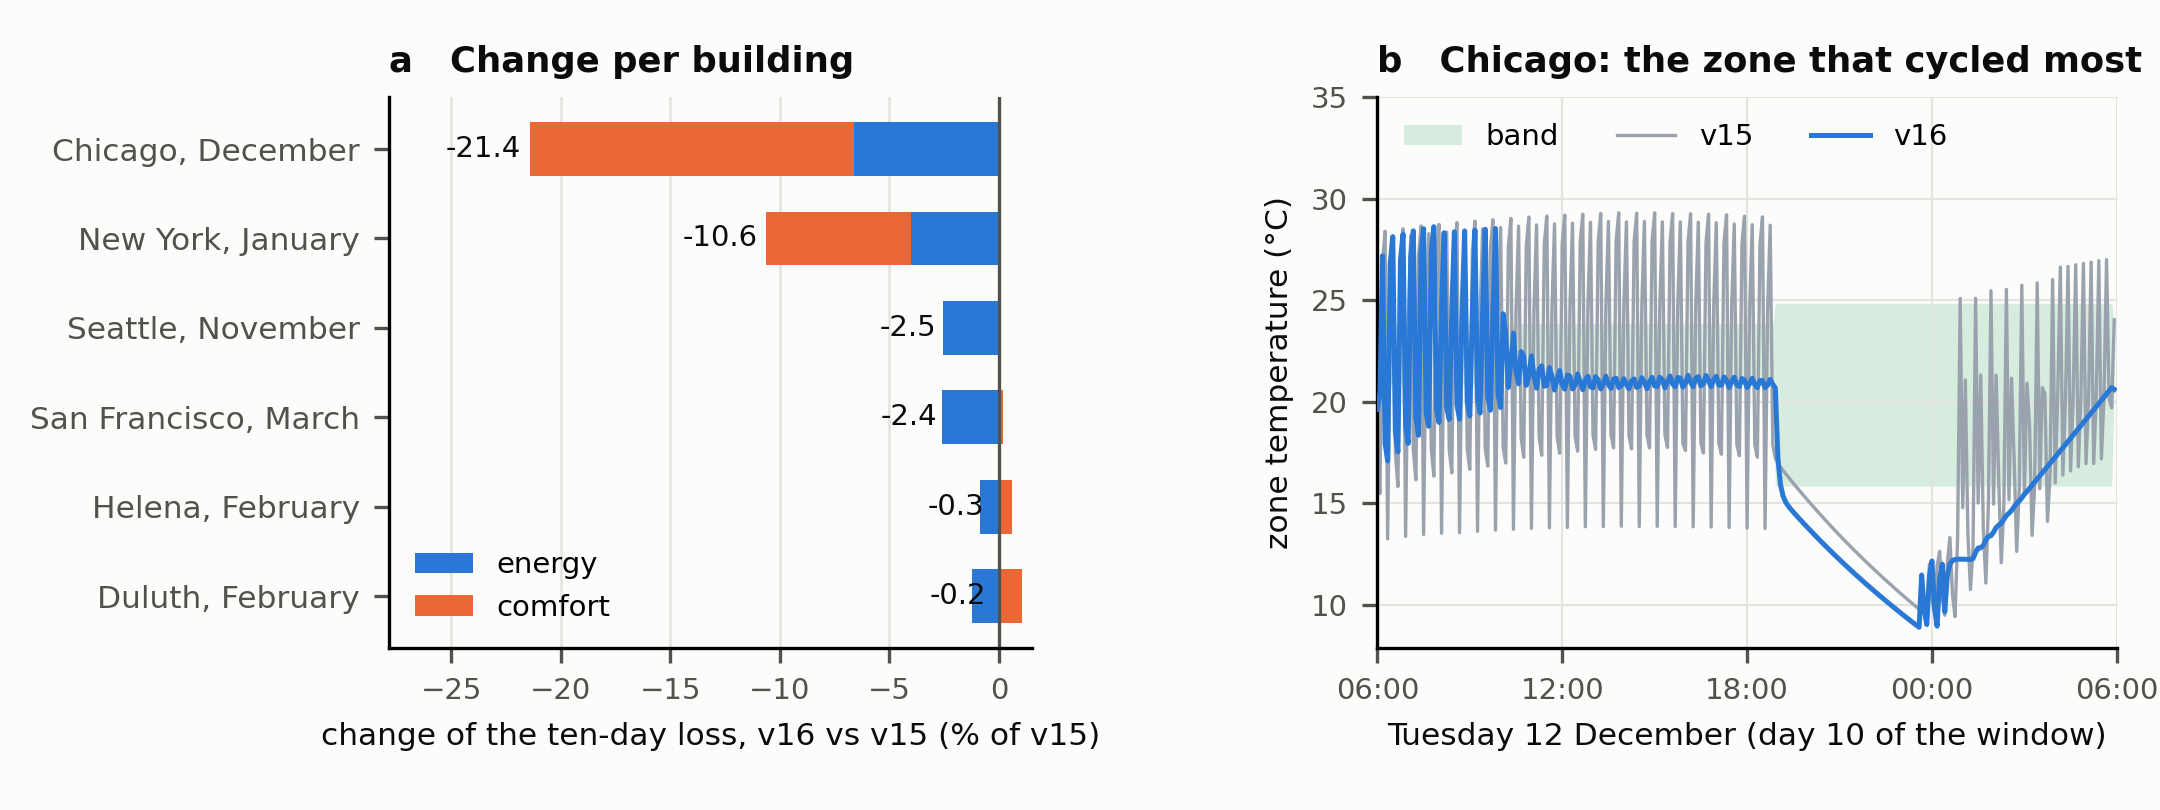 a Change per building
Chicago, December
New York, January
Seattle, November
San Francisco, March
Helena, February
Duluth, February
-21.4
-10.6
-2.5
-2.4
-0.3
-0.2
energy
comfort
−25 −20 −15 −10 −5 0
change of the ten-day loss, v16 vs v15 (% of v15)
b Chicago: the zone that cycled most
band v15 v16
35
30
25
20
15
10
zone temperature (°C)
06:00 12:00 18:00 00:00 06:00
Tuesday 12 December (day 10 of the window)